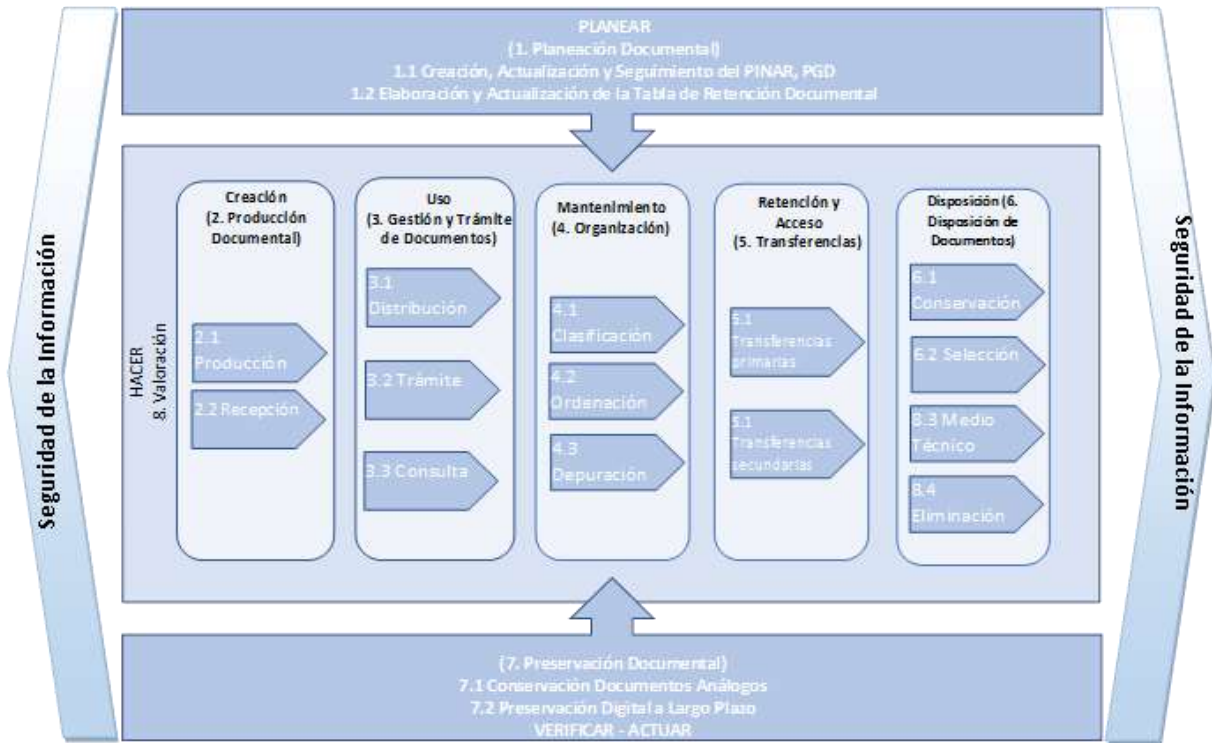 PLANEAR
(1. Planeación Documental)
1.1 Creación, Actualización y Seguimiento del PINAR, PGD
1.2 Elaboración y Actualización de la Tabla de Retención Documental
Seguridad de la Información
HACER
8. Valoración
Creación
(2. Producción
Documental)
2.1
Producción
2.2 Recepción
Uso
(3. Gestión y Trámite
de Documentos)
3.1
Distribución
3.2 Trámite
3.3 Consulta
Mantenimiento
(4. Organización)
4.1
Clasificación
4.2
Ordenación
4.3
Depuración
Retención y
Acceso
(5. Transferencias)
5.1
Transferencias
primarias
5.1
Transferencias
secundarias
Disposición (6.
Disposición de
Documentos)
6.1
Conservación
6.2 Selección
8.3 Medio
Técnico
8.4
Eliminación
Seguridad de la Información
(7. Preservación Documental)
7.1 Conservación Documentos Análogos
7.2 Preservación Digital a Largo Plazo
VERIFICAR - ACTUAR